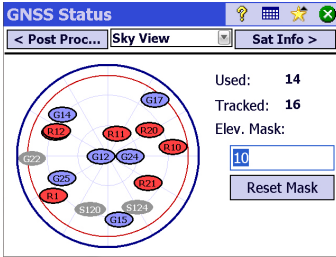 GNSS Status
< Post Proc... Sky View Sat Info >
Used: 14
Tracked: 16
Elev. Mask:
10
Reset Mask
G17
G14
R12 R11 R20
R10
G22 G12 G24
G25 R21
R1
S120 S124
G15